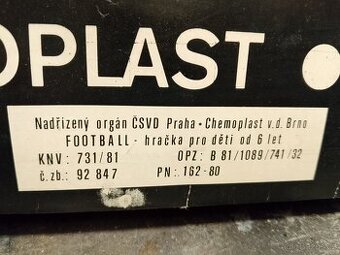 OPLAST
Nadřízený orgán ČSVD Praha - Chemoplast v.d. Brno
FOOTBALL - hračka pro děti od 6 let
KNV: 731/81 OPZ: B 81/1089/741/32
č.zb.: 92 847 PN: 162-80